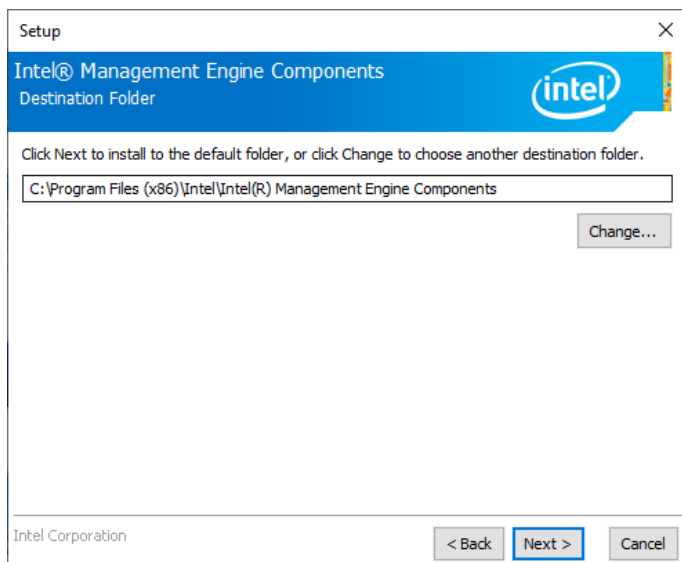 Setup
Intel® Management Engine Components
Destination Folder
intel
Click Next to install to the default folder, or click Change to choose another destination folder.
C:\Program Files (x86)\Intel\Intel(R) Management Engine Components
Change...
Intel Corporation
< Back Next > Cancel